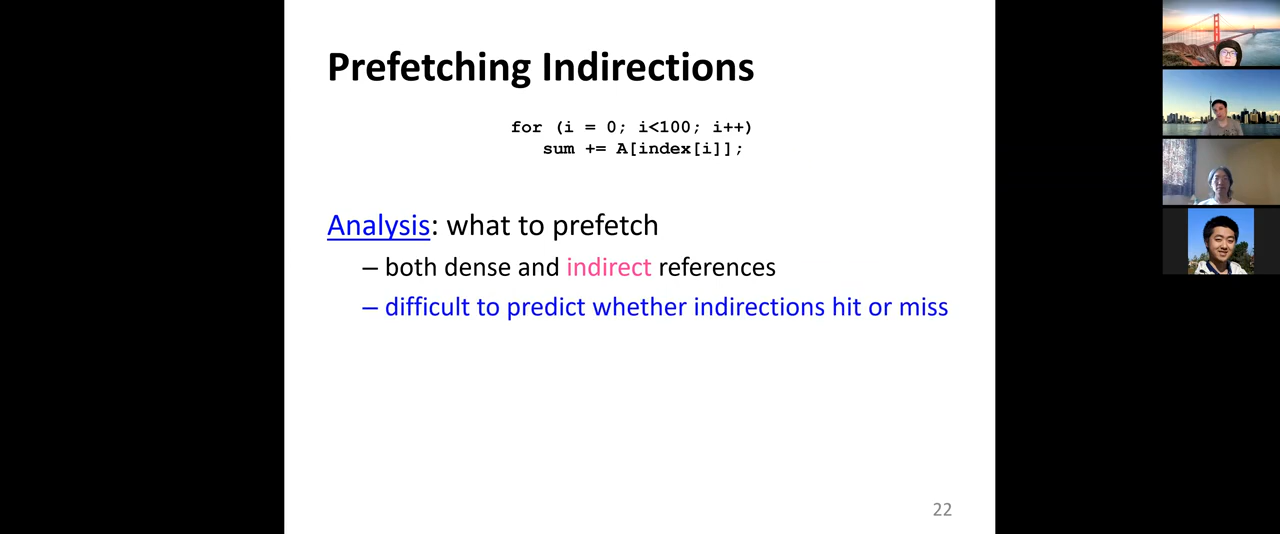 Prefetching Indirections
for (i = 0; i<100; i++)
sum += A[index[i]];
Analysis: what to prefetch
– both dense and indirect references
– difficult to predict whether indirections hit or miss
22